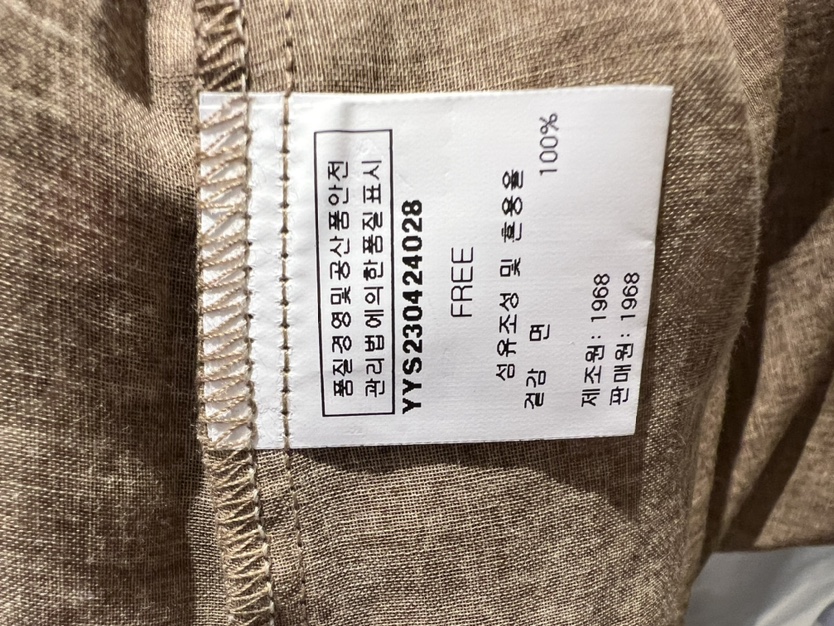 품질경영및공산품안전
관리법에의한품질표시
YYS230424028
FREE
섬유조성 및 혼용율
겉감 면 100%
제조원: 1968
판매원: 1968